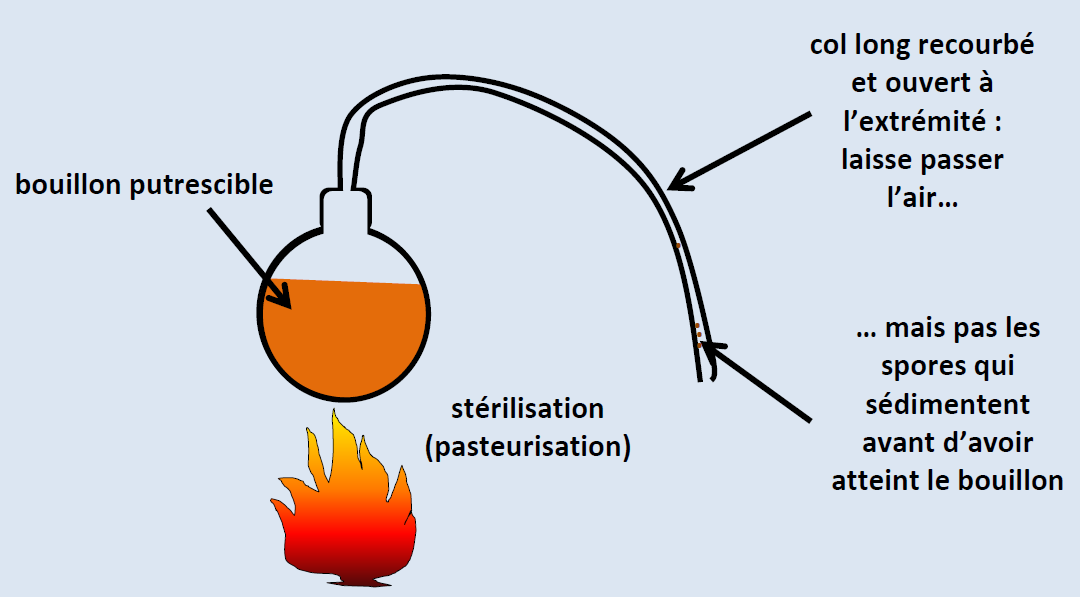 bouillon putrescible
col long recourbé
et ouvert à
l’extrémité :
laisse passer
l’air…
… mais pas les
spores qui
sédimentent
avant d’avoir
atteint le bouillon
stérilisation
(pasteurisation)